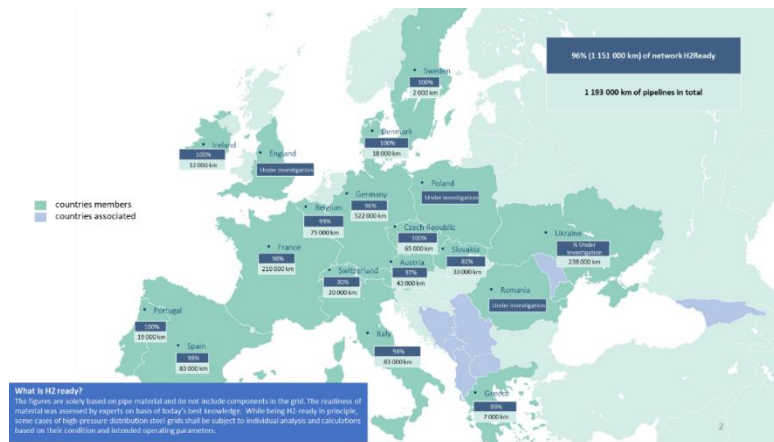 96% (1 151 000 km) of network H2Ready
1 193 000 km of pipelines in total
Sweden
100%
2 000 km
Denmark
100%
18 000 km
Ireland
100%
12 000 km
England
Under investigation
Poland
Under investigation
Germany
96%
522 000 km
Belgium
99%
75 000 km
countries members
countries associated
Czech Republic
100%
65 000 km
Ukraine
% Under
investigation
238 000 km
Slovakia
81%
33 000 km
France
98%
210 000 km
Austria
97%
43 000 km
Switzerland
90%
20 000 km
Romania
Under investigation
Portugal
100%
19 000 km
Spain
98%
83 000 km
Italy
98%
83 000 km
Greece
99%
7 000 km
What is H2 ready?
The figures are solely based on pipe material and do not include components in the grid. The readiness of
material was assessed by experts on basis of today's best knowledge. While being H2-ready in principle,
some cases of high-pressure distribution steel grids shall be subject to individual analysis and calculations
based on their condition and intended operating parameters.
2